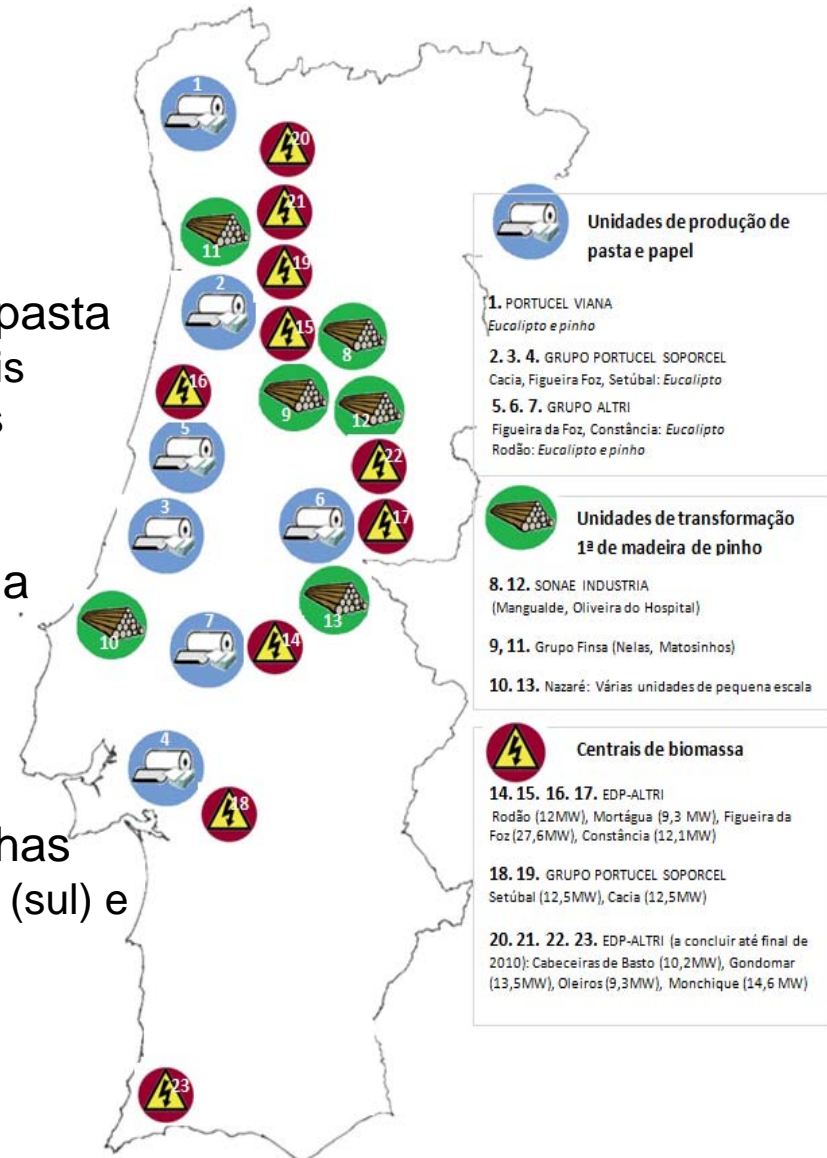 pasta
is
s
a
has
(sul) e
1
20
21
11
19
2
15
8
16
9
12
5
22
6
17
3
13
10
7
14
4
18
23
Unidades de produção de
pasta e papel
1. PORTUCEL VIANA
Eucalipto e pinho
2. 3. 4. GRUPO PORTUCEL SOPORCEL
Cacia, Figueira Foz, Setúbal: Eucalipto
5. 6. 7. GRUPO ALTRI
Figueira da Foz, Constância: Eucalipto
Rodão: Eucalipto e pinho
Unidades de transformação
1ª de madeira de pinho
8. 12. SONAE INDUSTRIA
(Mangualde, Oliveira do Hospital)
9, 11. Grupo Finsa (Nelas, Matosinhos)
10. 13. Nazaré: Várias unidades de pequena escala
Centrais de biomassa
14. 15. 16. 17. EDP-ALTRI
Rodão (12MW), Mortágua (9,3 MW), Figueira da
Foz (27,6MW), Constância (12,1MW)
18. 19. GRUPO PORTUCEL SOPORCEL
Setúbal (12,5MW), Cacia (12,5MW)
20. 21. 22. 23. EDP-ALTRI (a concluir até final de
2010): Cabeceiras de Basto (10,2MW), Gondomar
(13,5MW), Oleiros (9,3MW), Monchique (14,6 MW)